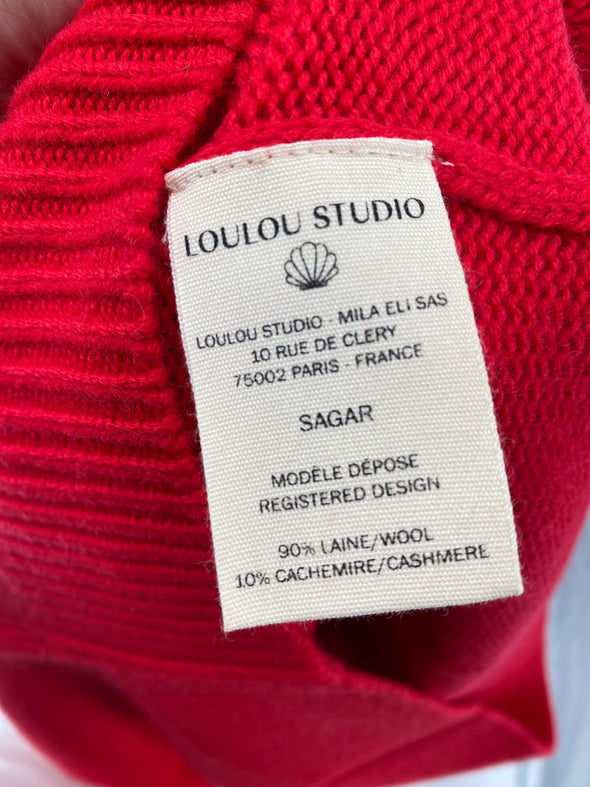 LOULOU STUDIO
LOULOU STUDIO - MILA ELI SAS
10 RUE DE CLERY
75002 PARIS - FRANCE
SAGAR
MODÈLE DÉPOSE
REGISTERED DESIGN
90% LAINE/WOOL
10% CACHEMIRE/CASHMERE